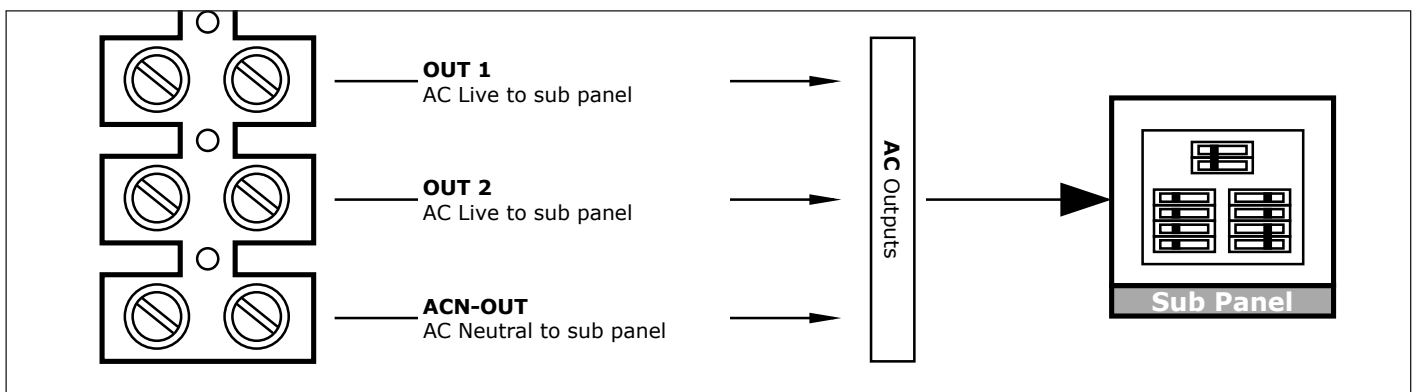 OUT 1
AC Live to sub panel
OUT 2
AC Live to sub panel
ACN-OUT
AC Neutral to sub panel
AC Outputs
Sub Panel